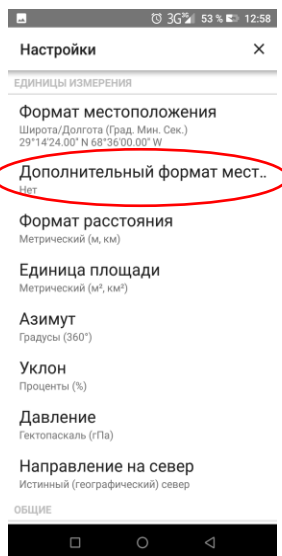 3G 53 % 12:58
Настройки
ЕДИНИЦЫ ИЗМЕРЕНИЯ
Формат местоположения
Широта/Долгота (Град. Мин. Сек.)
29°14'24.00" N 68°36'00.00" W
Дополнительный формат мест..
Нет
Формат расстояния
Метрический (м, км)
Единица площади
Метрический (м², км²)
Азимут
Градусы (360°)
Уклон
Проценты (%)
Давление
Гектопаскаль (гПа)
Направление на север
Истинный (географический) север
ОБЩИЕ